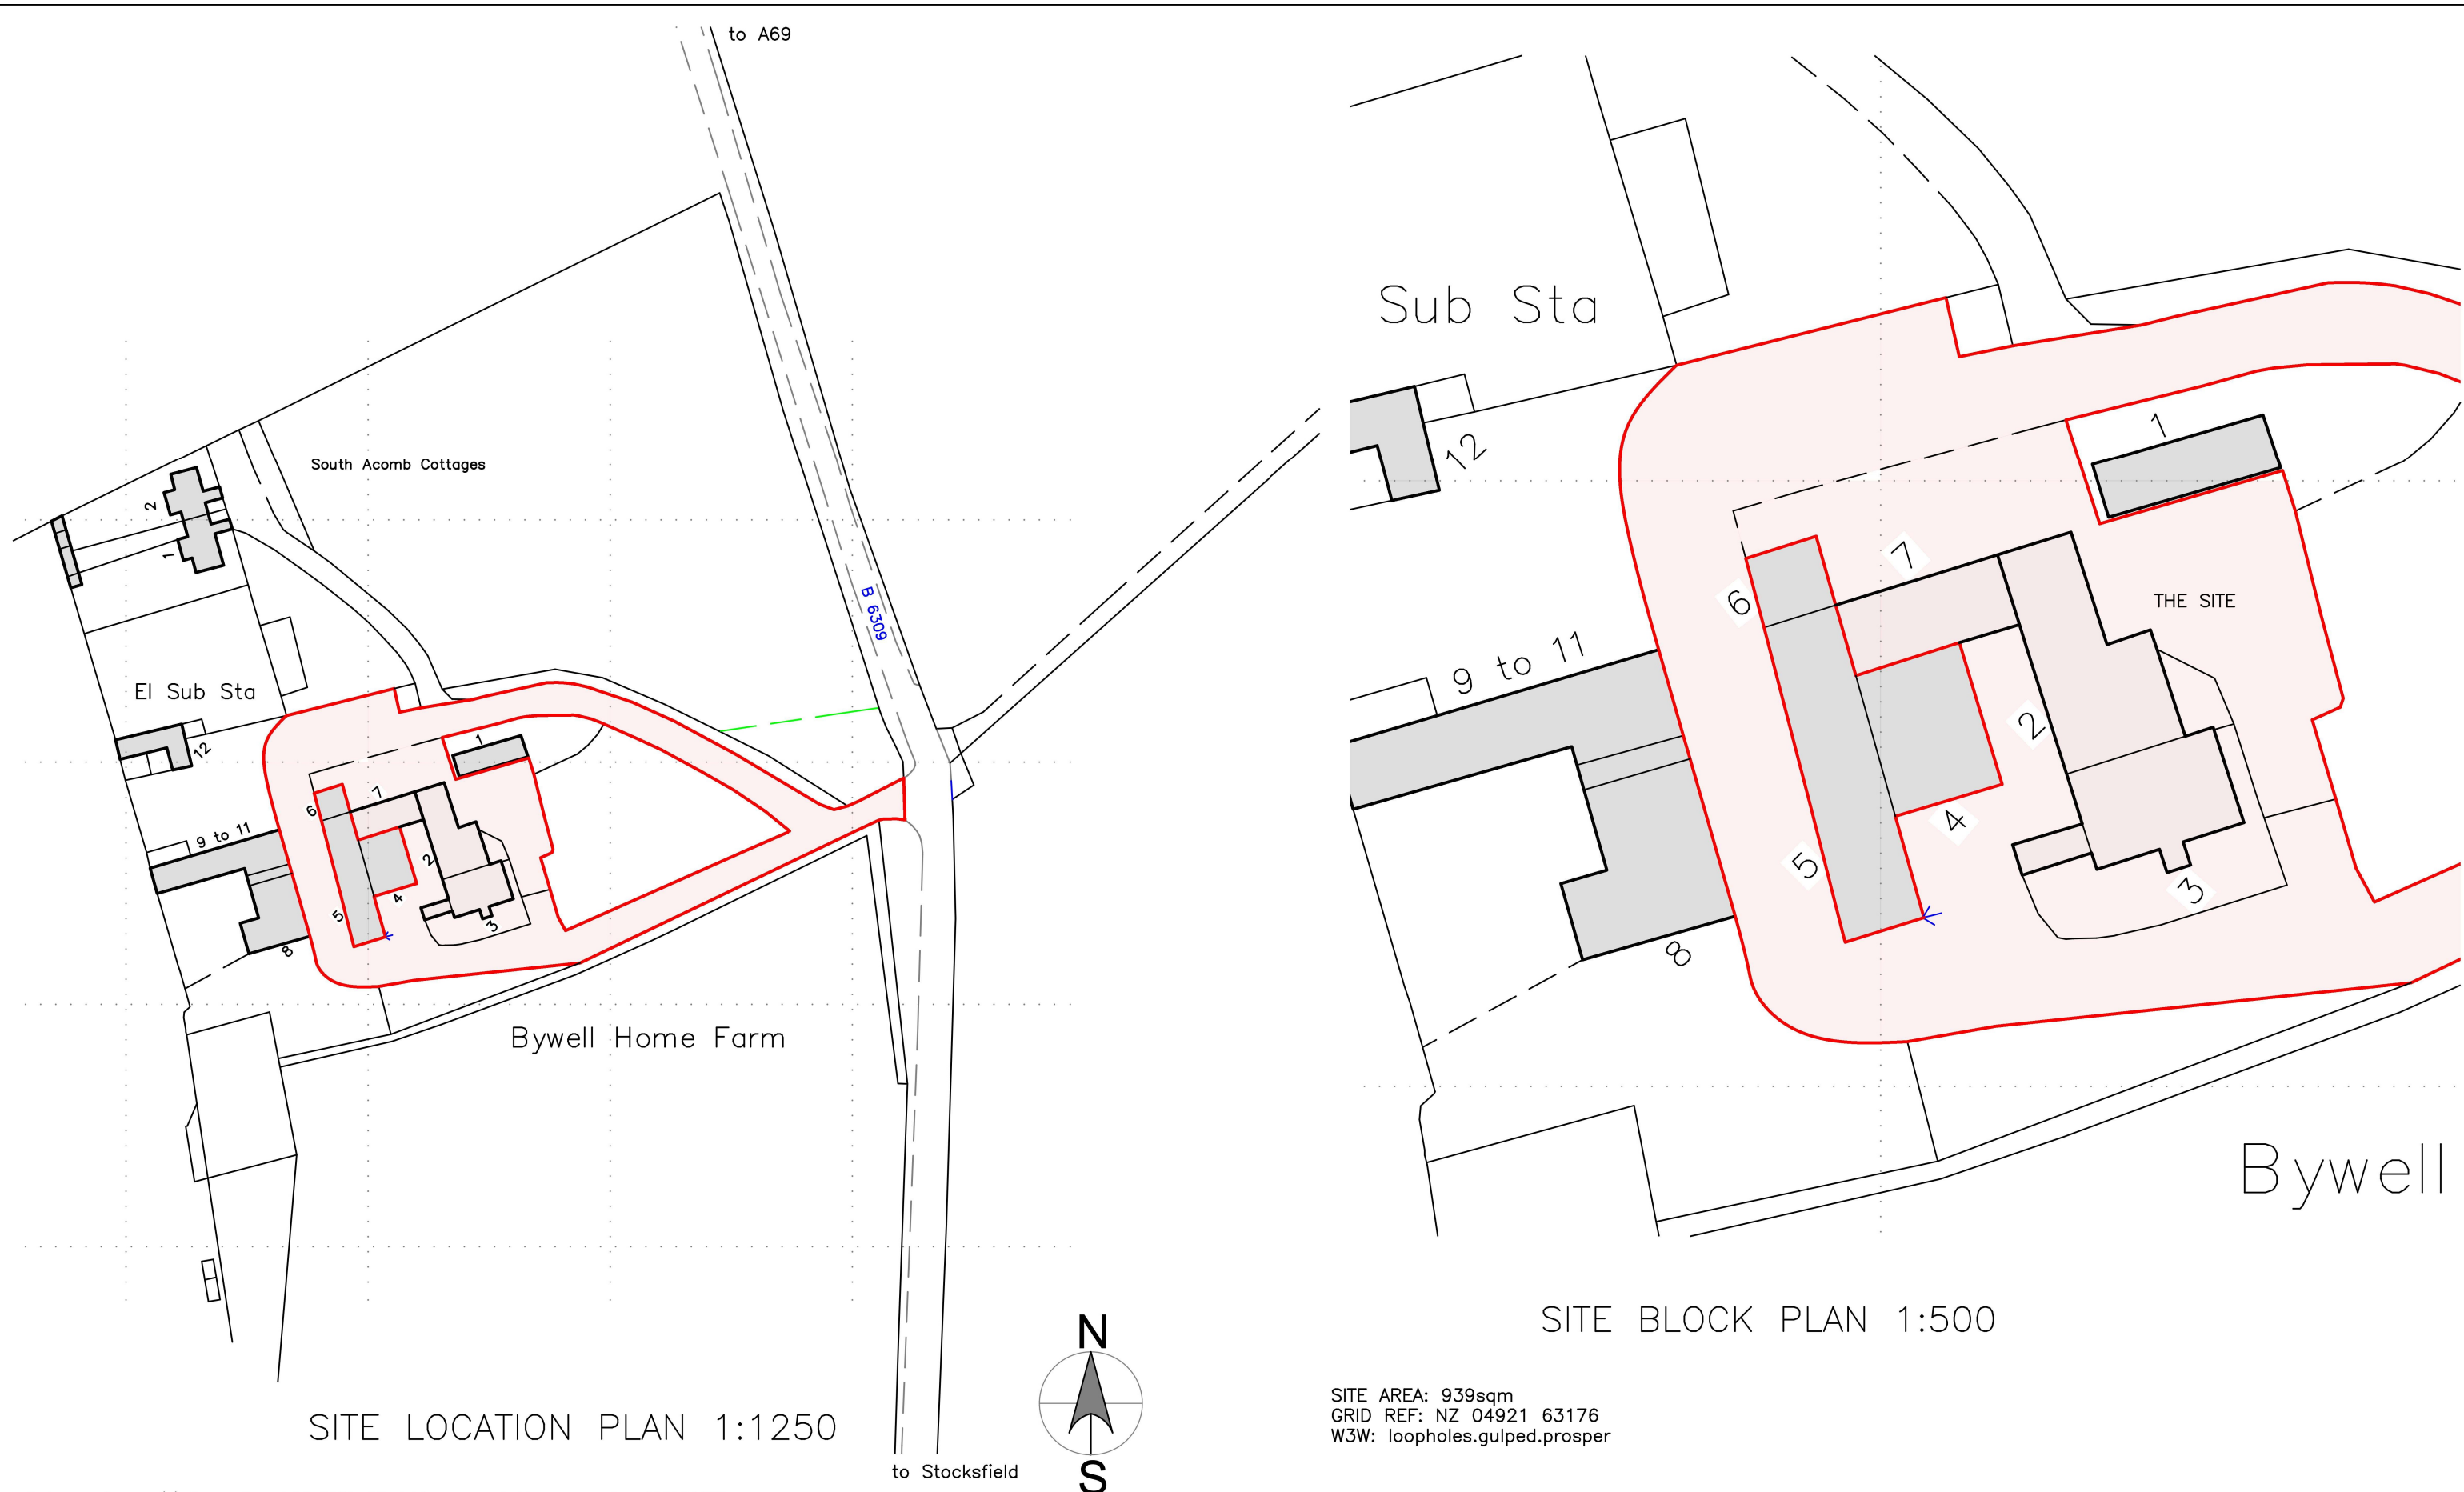 to A69
South Acomb Cottages
2
1
B 6309
El Sub Sta
12
1
7
6
9 to 11
2
5
4
3
8
Bywell Home Farm
SITE LOCATION PLAN 1:1250
N
S
to Stocksfield
Sub Sta
12
1
7
6
THE SITE
9 to 11
2
5
4
3
8
Bywell
SITE BLOCK PLAN 1:500
SITE AREA: 939sqm
GRID REF: NZ 04921 63176
W3W: loopholes.gulped.prosper